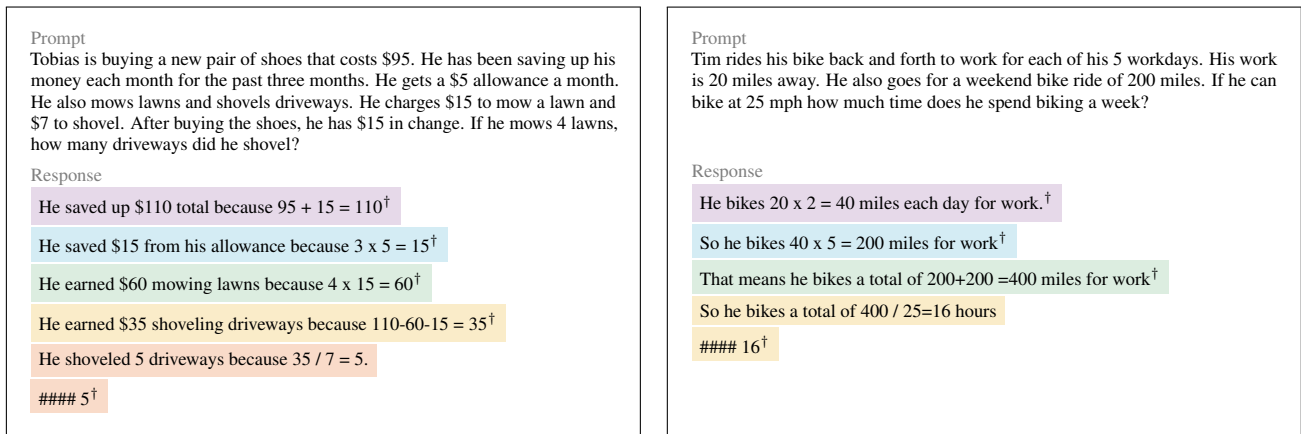 Prompt
Tobias is buying a new pair of shoes that costs $95. He has been saving up his
money each month for the past three months. He gets a $5 allowance a month.
He also mows lawns and shovels driveways. He charges $15 to mow a lawn and
$7 to shovel. After buying the shoes, he has $15 in change. If he mows 4 lawns,
how many driveways did he shovel?
Response
He saved up $110 total because 95 + 15 = 110†
He saved $15 from his allowance because 3 x 5 = 15†
He earned $60 mowing lawns because 4 x 15 = 60†
He earned $35 shoveling driveways because 110-60-15 = 35†
He shoveled 5 driveways because 35 / 7 = 5.
#### 5†
Prompt
Tim rides his bike back and forth to work for each of his 5 workdays. His work
is 20 miles away. He also goes for a weekend bike ride of 200 miles. If he can
bike at 25 mph how much time does he spend biking a week?
Response
He bikes 20 x 2 = 40 miles each day for work.†
So he bikes 40 x 5 = 200 miles for work†
That means he bikes a total of 200+200 =400 miles for work†
So he bikes a total of 400 / 25=16 hours
#### 16†